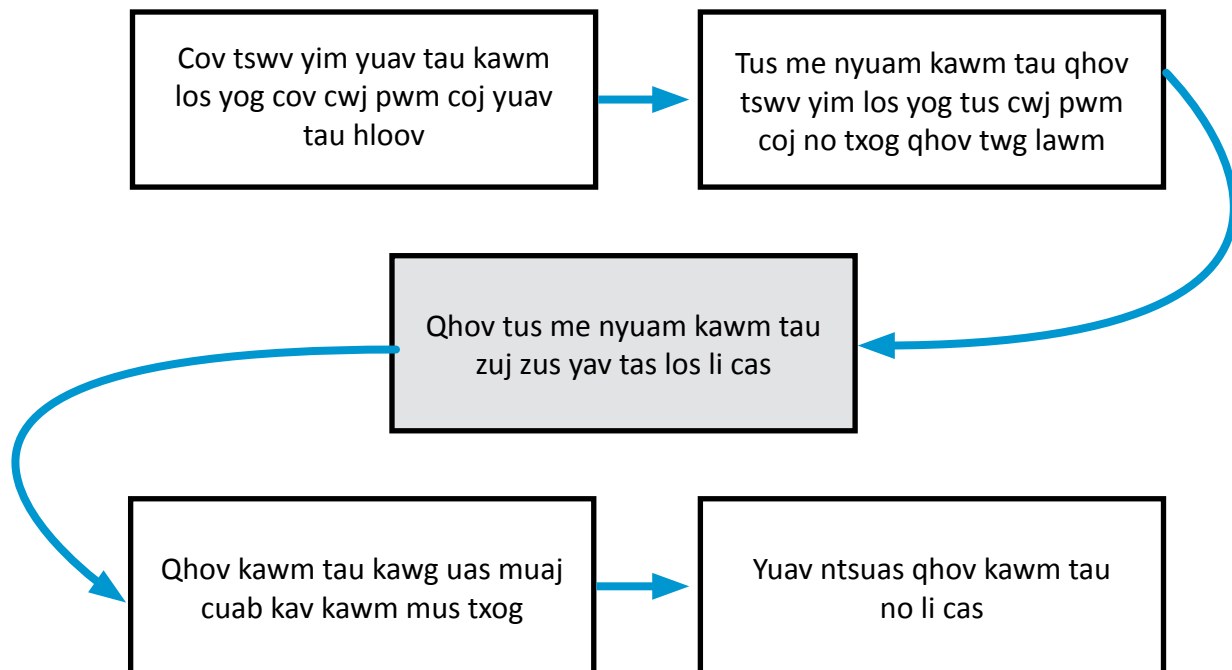 Cov tswv yim yuav tau kawm
los yog cov cwj pwm coj yuav
tau hloov
Tus me nyuam kawm tau qhov
tswv yim los yog tus cwj pwm
coj no txog qhov twg lawm
Qhov tus me nyuam kawm tau
zuj zus yav tas los li cas
Qhov kawm tau kawg uas muaj
cuab kav kawm mus txog
Yuav ntsuas qhov kawm tau
no li cas